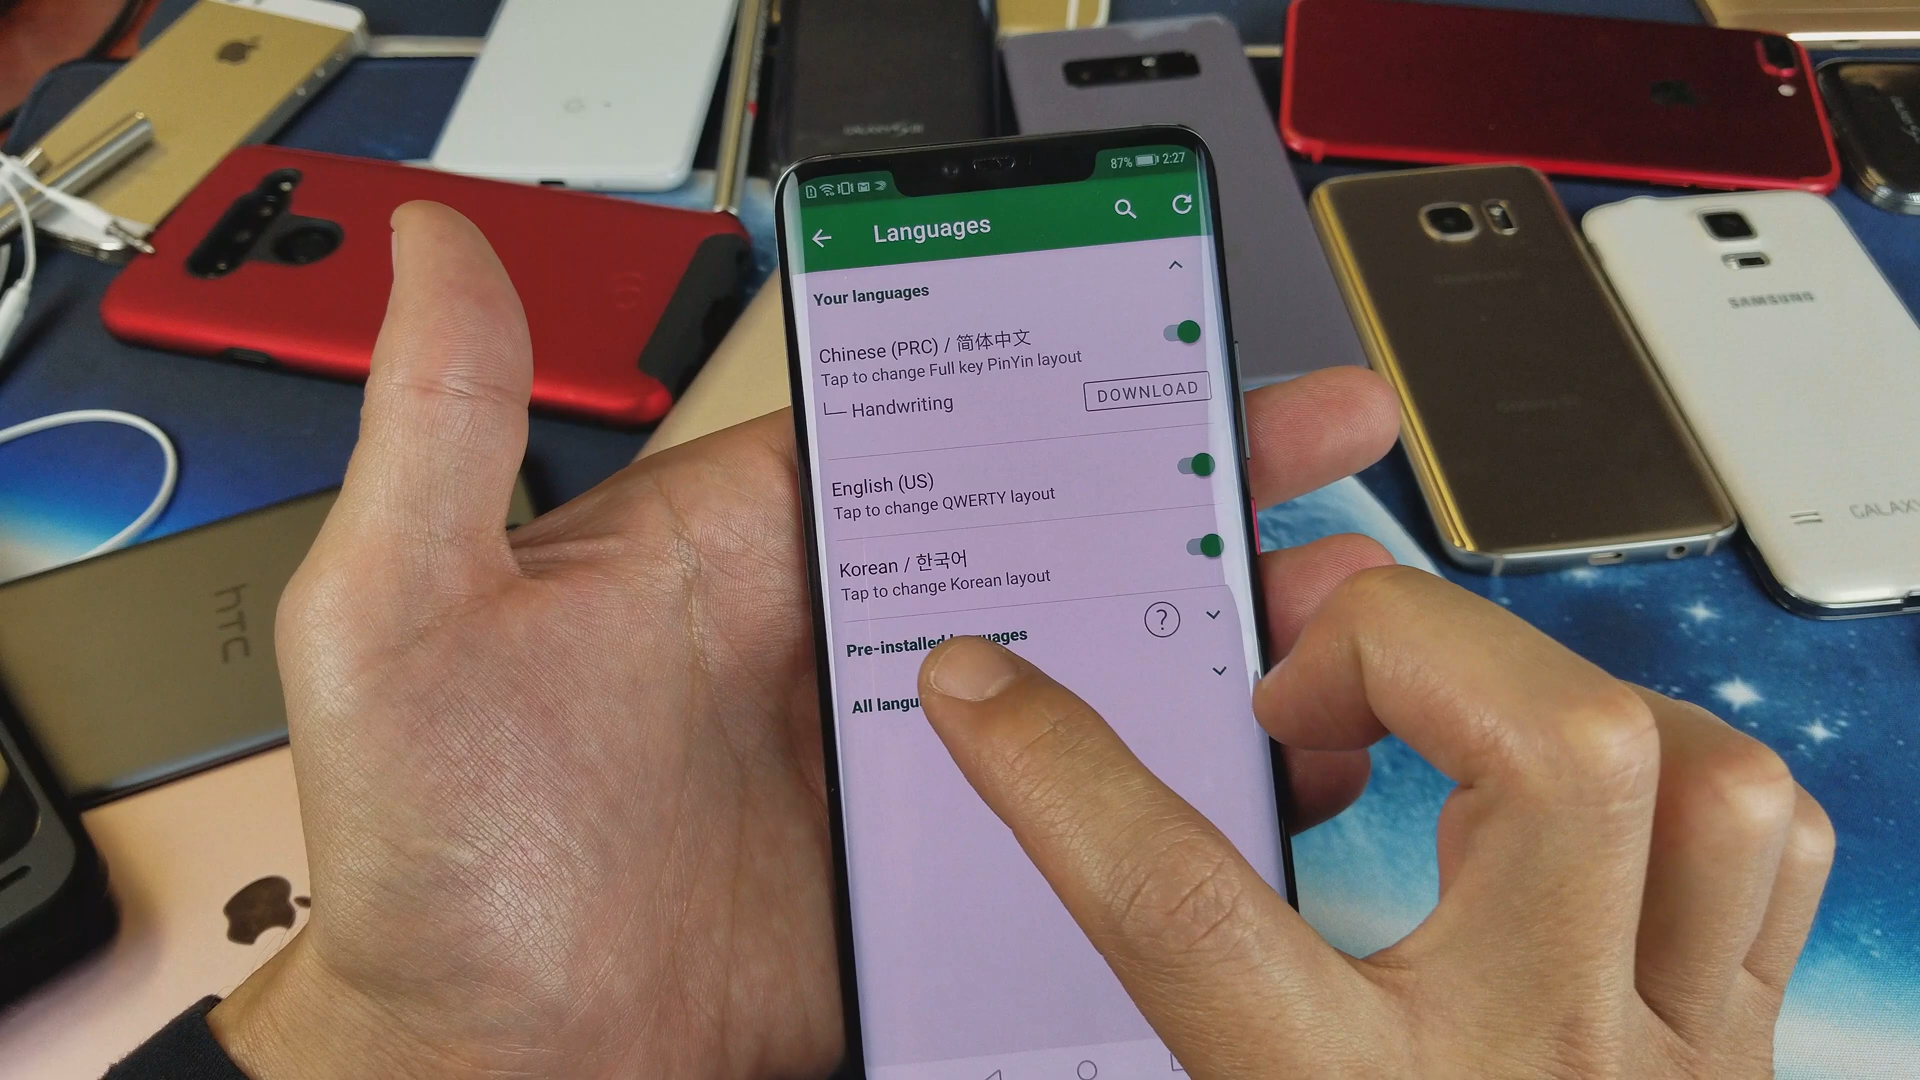 87% 2:27
Languages
Your languages
Chinese (PRC) / 简体中文
Tap to change Full key PinYin layout
Handwriting
DOWNLOAD
English (US)
Tap to change QWERTY layout
Korean / 한국어
Tap to change Korean layout
Pre-installed
?
All
GALAXY S III
hTC
SAMSUNG
GALAXY